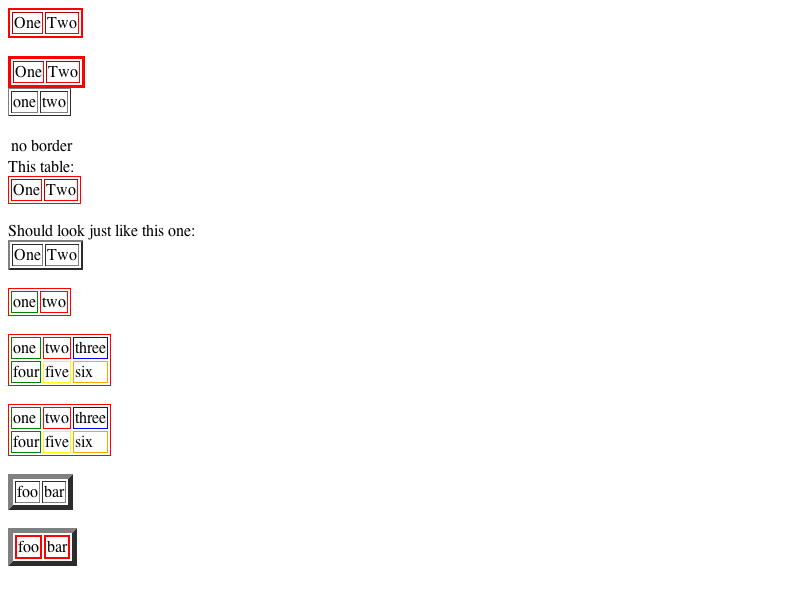 One Two
One Two
one two
no border
This table:
One Two
Should look just like this one:
One Two
one two
one two three
four five six
one two three
four five six
foo bar
foo bar